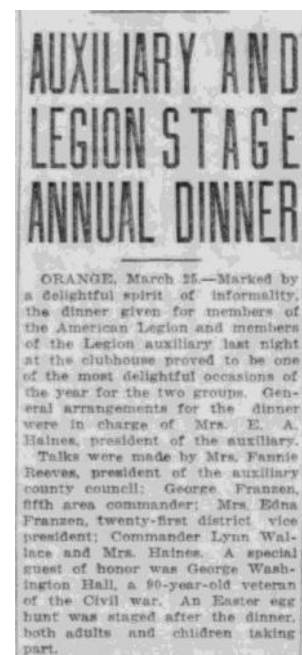 AUXILIARY AND
LEGION STAGE
ANNUAL DINNER
ORANGE, March 25.—Marked by
a delightful spirit of informality,
the dinner given for members of
the American Legion and members
of the Legion auxiliary last night
at the clubhouse proved to be one
of the most delightful occasions of
the year for the two groups. Gen-
eral arrangements for the dinner
were in charge of Mrs. E. A.
Haines, president of the auxiliary.
Talks were made by Mrs. Fannie
Reeves, president of the auxiliary
county council; George Franzen,
fifth area commander; Mrs. Edna
Franzen, twenty-first district vice
president; Commander Lynn Wal-
lace and Mrs. Haines. A special
guest of honor was George Wash-
ington Hall, a 90-year-old veteran
of the Civil war. An Easter egg
hunt was staged after the dinner,
both adults and children taking
part.